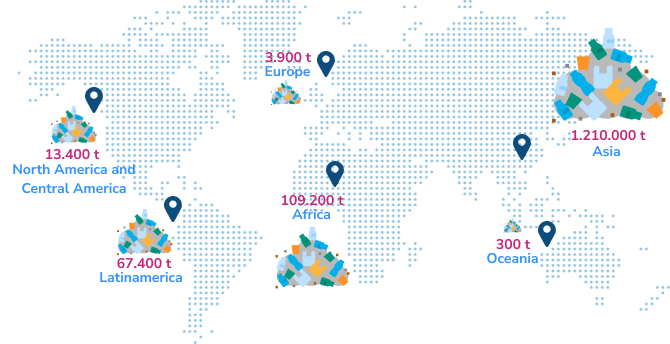 3.900 t
Europe
1.210.000 t
Asia
13.400 t
North America and
Central America
109.200 t
Africa
67.400 t
Latinamerica
300 t
Oceania